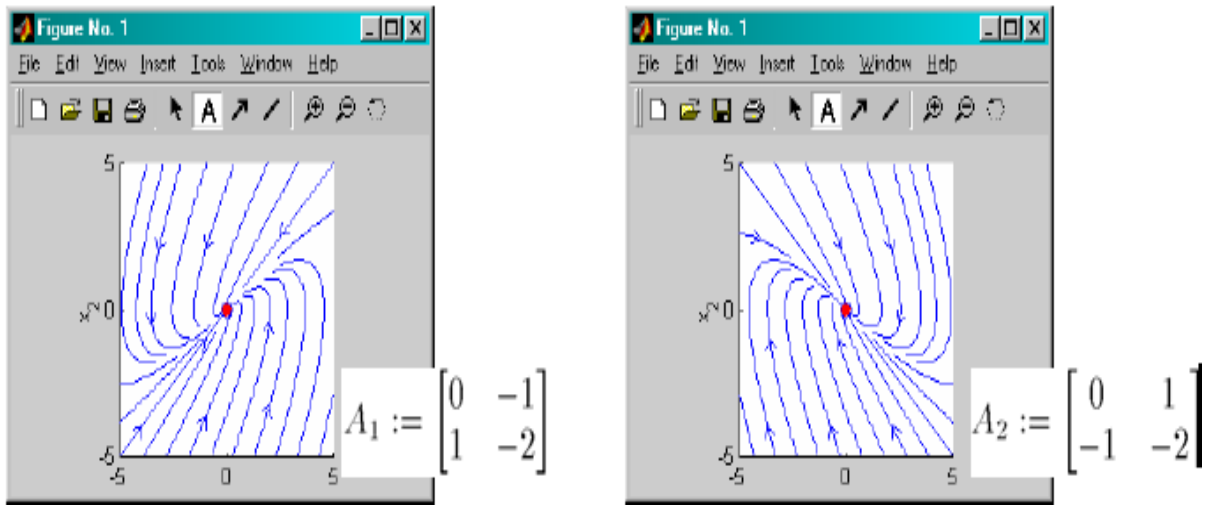 Figure No. 1
File Edit View Insert Tools Window Help
A
5
x₂ 0
-5
-5 0 5
A₁ := [0 -1
1 -2]
Figure No. 1
File Edit View Insert Tools Window Help
A
5
x₂ 0
-5
-5 0 5
A₂ := [0 1
-1 -2]